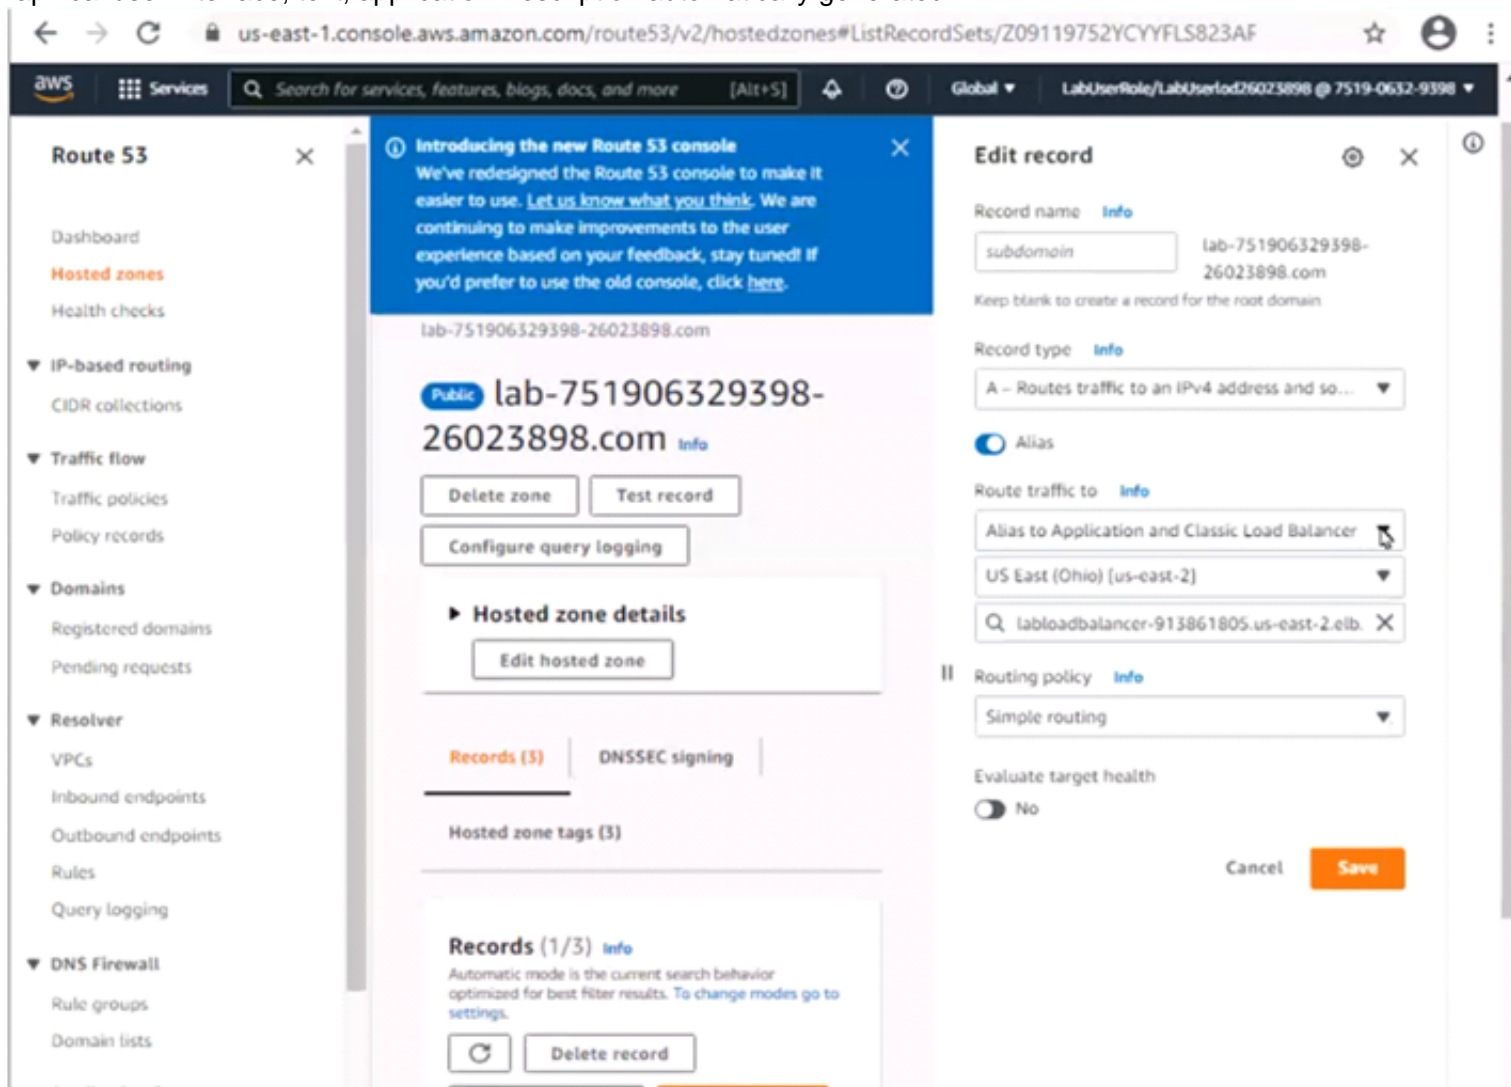 us-east-1.console.aws.amazon.com/route53/v2/hostedzones#ListRecordSets/Z09119752YCYYFLS823AF
aws
Services
Search for services, features, blogs, docs, and more
[Alt+S]
Global
LabUserRole/LabUserlod26023898 @ 7519-0632-9398
Route 53
Dashboard
Hosted zones
Health checks
IP-based routing
CIDR collections
Traffic flow
Traffic policies
Policy records
Domains
Registered domains
Pending requests
Resolver
VPCs
Inbound endpoints
Outbound endpoints
Rules
Query logging
DNS Firewall
Rule groups
Domain lists
Introducing the new Route 53 console
We've redesigned the Route 53 console to make it
easier to use. Let us know what you think. We are
continuing to make improvements to the user
experience based on your feedback, stay tuned! If
you'd prefer to use the old console, click here.
lab-751906329398-26023898.com
Public lab-751906329398-
26023898.com Info
Delete zone
Test record
Configure query logging
Hosted zone details
Edit hosted zone
Records (3)
DNSSEC signing
Hosted zone tags (3)
Records (1/3) Info
Automatic mode is the current search behavior
optimized for best filter results. To change modes go to
settings.
Delete record
Edit record
Record name Info
subdomain
lab-751906329398-
26023898.com
Keep blank to create a record for the root domain
Record type Info
A – Routes traffic to an IPv4 address and so...
Alias
Route traffic to Info
Alias to Application and Classic Load Balancer
US East (Ohio) [us-east-2]
labloadbalancer-913861805.us-east-2.elb.
Routing policy Info
Simple routing
Evaluate target health
No
Cancel
Save